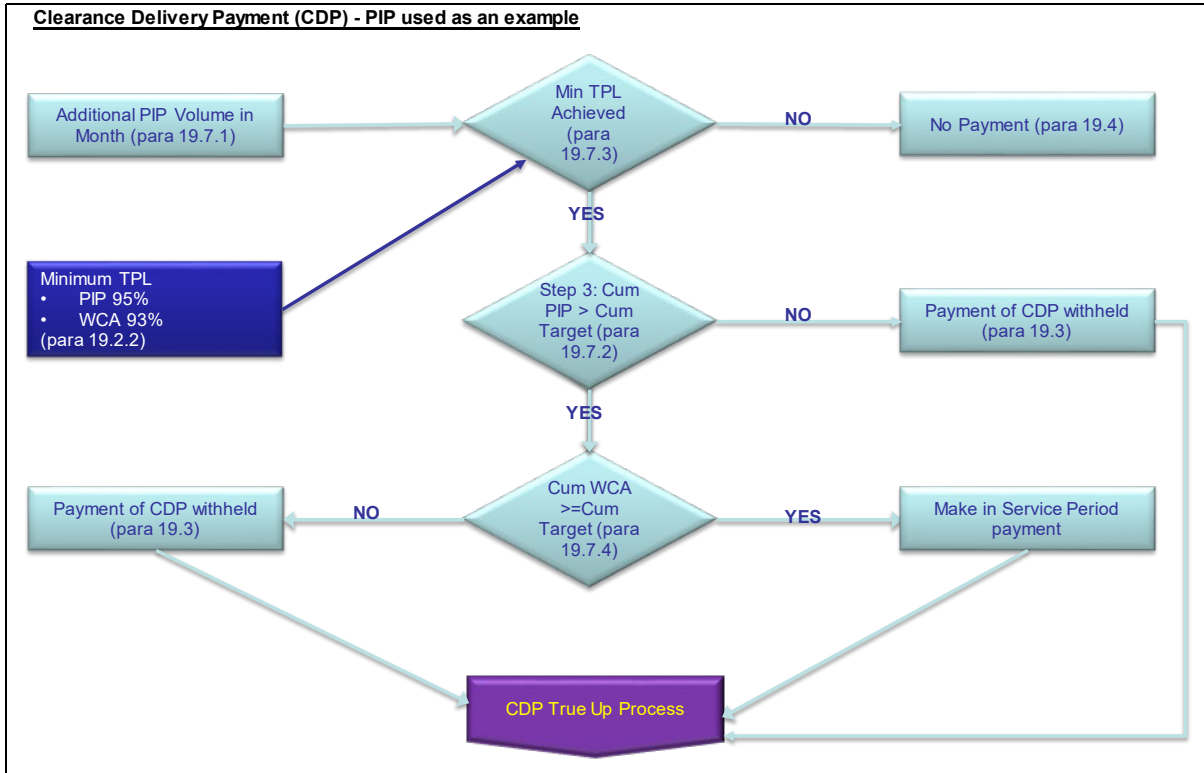 Clearance Delivery Payment (CDP) - PIP used as an example
Additional PIP Volume in
Month (para 19.7.1)
Min TPL
Achieved
(para
19.7.3)
NO
No Payment (para 19.4)
YES
Minimum TPL
• PIP 95%
• WCA 93%
(para 19.2.2)
Step 3: Cum
PIP > Cum
Target (para
19.7.2)
NO
Payment of CDP withheld
(para 19.3)
YES
Payment of CDP withheld
(para 19.3)
NO
Cum WCA
>=Cum
Target (para
19.7.4)
YES
Make in Service Period
payment
CDP True Up Process